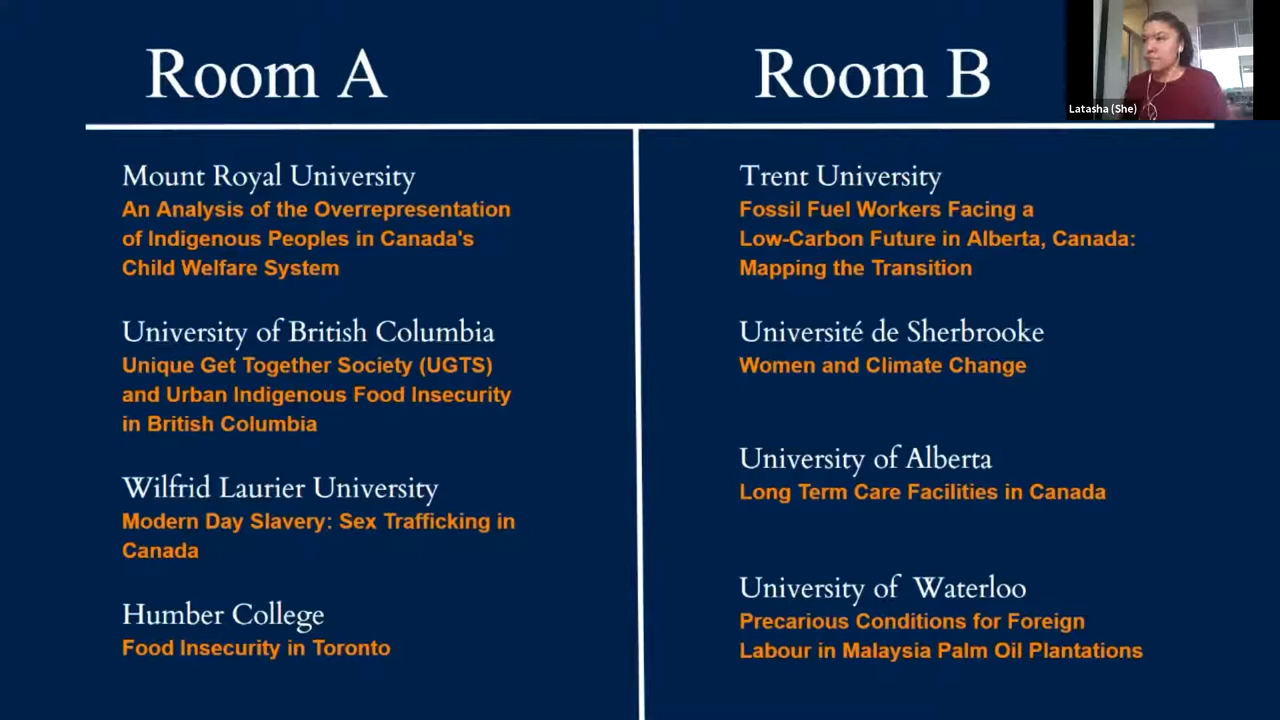 Room A
Mount Royal University
An Analysis of the Overrepresentation
of Indigenous Peoples in Canada's
Child Welfare System
University of British Columbia
Unique Get Together Society (UGTS)
and Urban Indigenous Food Insecurity
in British Columbia
Wilfrid Laurier University
Modern Day Slavery: Sex Trafficking in
Canada
Humber College
Food Insecurity in Toronto
Room B
Trent University
Fossil Fuel Workers Facing a
Low-Carbon Future in Alberta, Canada:
Mapping the Transition
Université de Sherbrooke
Women and Climate Change
University of Alberta
Long Term Care Facilities in Canada
University of Waterloo
Precarious Conditions for Foreign
Labour in Malaysia Palm Oil Plantations
Latasha (She)